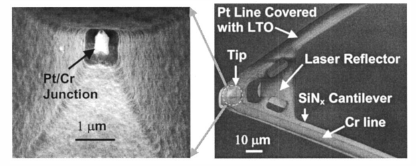 Pt/Cr
Junction
1 μm
Pt Line Covered
with LTO
Tip
Laser Reflector
SiNx Cantilever
Cr line
10 μm